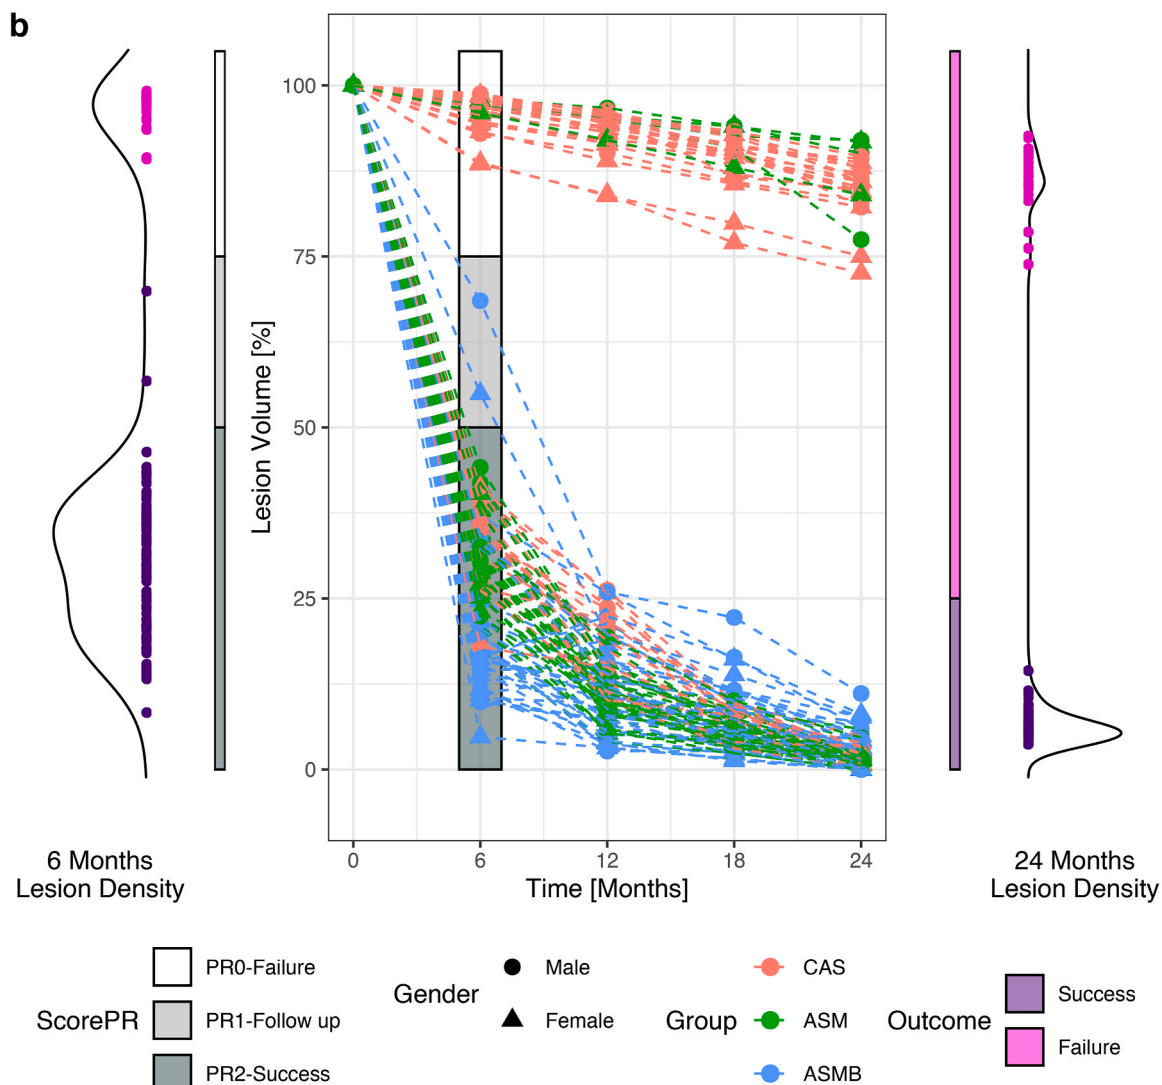 b
100
75
50
25
0
Lesion Volume [%]
0 6 12 18 24
Time [Months]
6 Months
Lesion Density
24 Months
Lesion Density
ScorePR
PR0-Failure
PR1-Follow up
PR2-Success
Gender
Male
Female
Group
CAS
ASM
ASMB
Outcome
Success
Failure